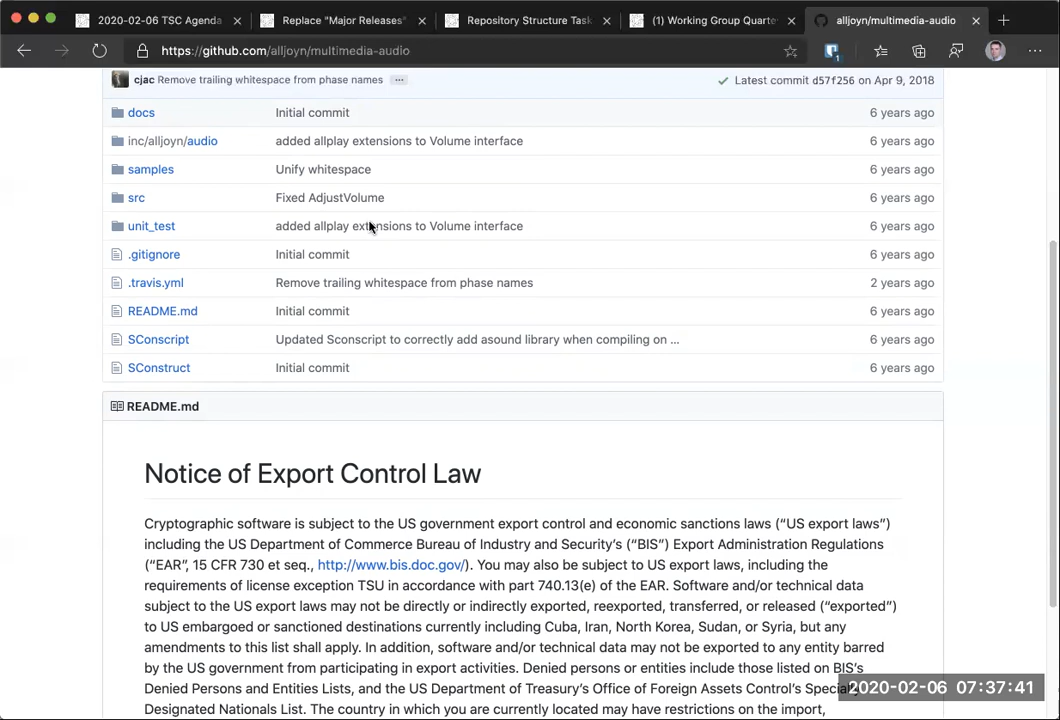 2020-02-06 TSC Agenda
Replace "Major Releases"
Repository Structure Task
(1) Working Group Quarte
alljoyn/multimedia-audio
https://github.com/alljoyn/multimedia-audio
1
cjac Remove trailing whitespace from phase names ... Latest commit d57f256 on Apr 9, 2018
docs Initial commit 6 years ago
inc/alljoyn/audio added allplay extensions to Volume interface 6 years ago
samples Unify whitespace 6 years ago
src Fixed AdjustVolume 6 years ago
unit_test added allplay extensions to Volume interface 6 years ago
.gitignore Initial commit 6 years ago
.travis.yml Remove trailing whitespace from phase names 2 years ago
README.md Initial commit 6 years ago
SConscript Updated Sconscript to correctly add asound library when compiling on ... 6 years ago
SConstruct Initial commit 6 years ago
README.md
Notice of Export Control Law
Cryptographic software is subject to the US government export control and economic sanctions laws (“US export laws”)
including the US Department of Commerce Bureau of Industry and Security’s (“BIS”) Export Administration Regulations
(“EAR”, 15 CFR 730 et seq., http://www.bis.doc.gov/). You may also be subject to US export laws, including the
requirements of license exception TSU in accordance with part 740.13(e) of the EAR. Software and/or technical data
subject to the US export laws may not be directly or indirectly exported, reexported, transferred, or released (“exported”)
to US embargoed or sanctioned destinations currently including Cuba, Iran, North Korea, Sudan, or Syria, but any
amendments to this list shall apply. In addition, software and/or technical data may not be exported to any entity barred
by the US government from participating in export activities. Denied persons or entities include those listed on BIS’s
Denied Persons and Entities Lists, and the US Department of Treasury’s Office of Foreign Assets Control’s Specially
Designated Nationals List. The country in which you are currently located may have restrictions on the import,
2020-02-06 07:37:41